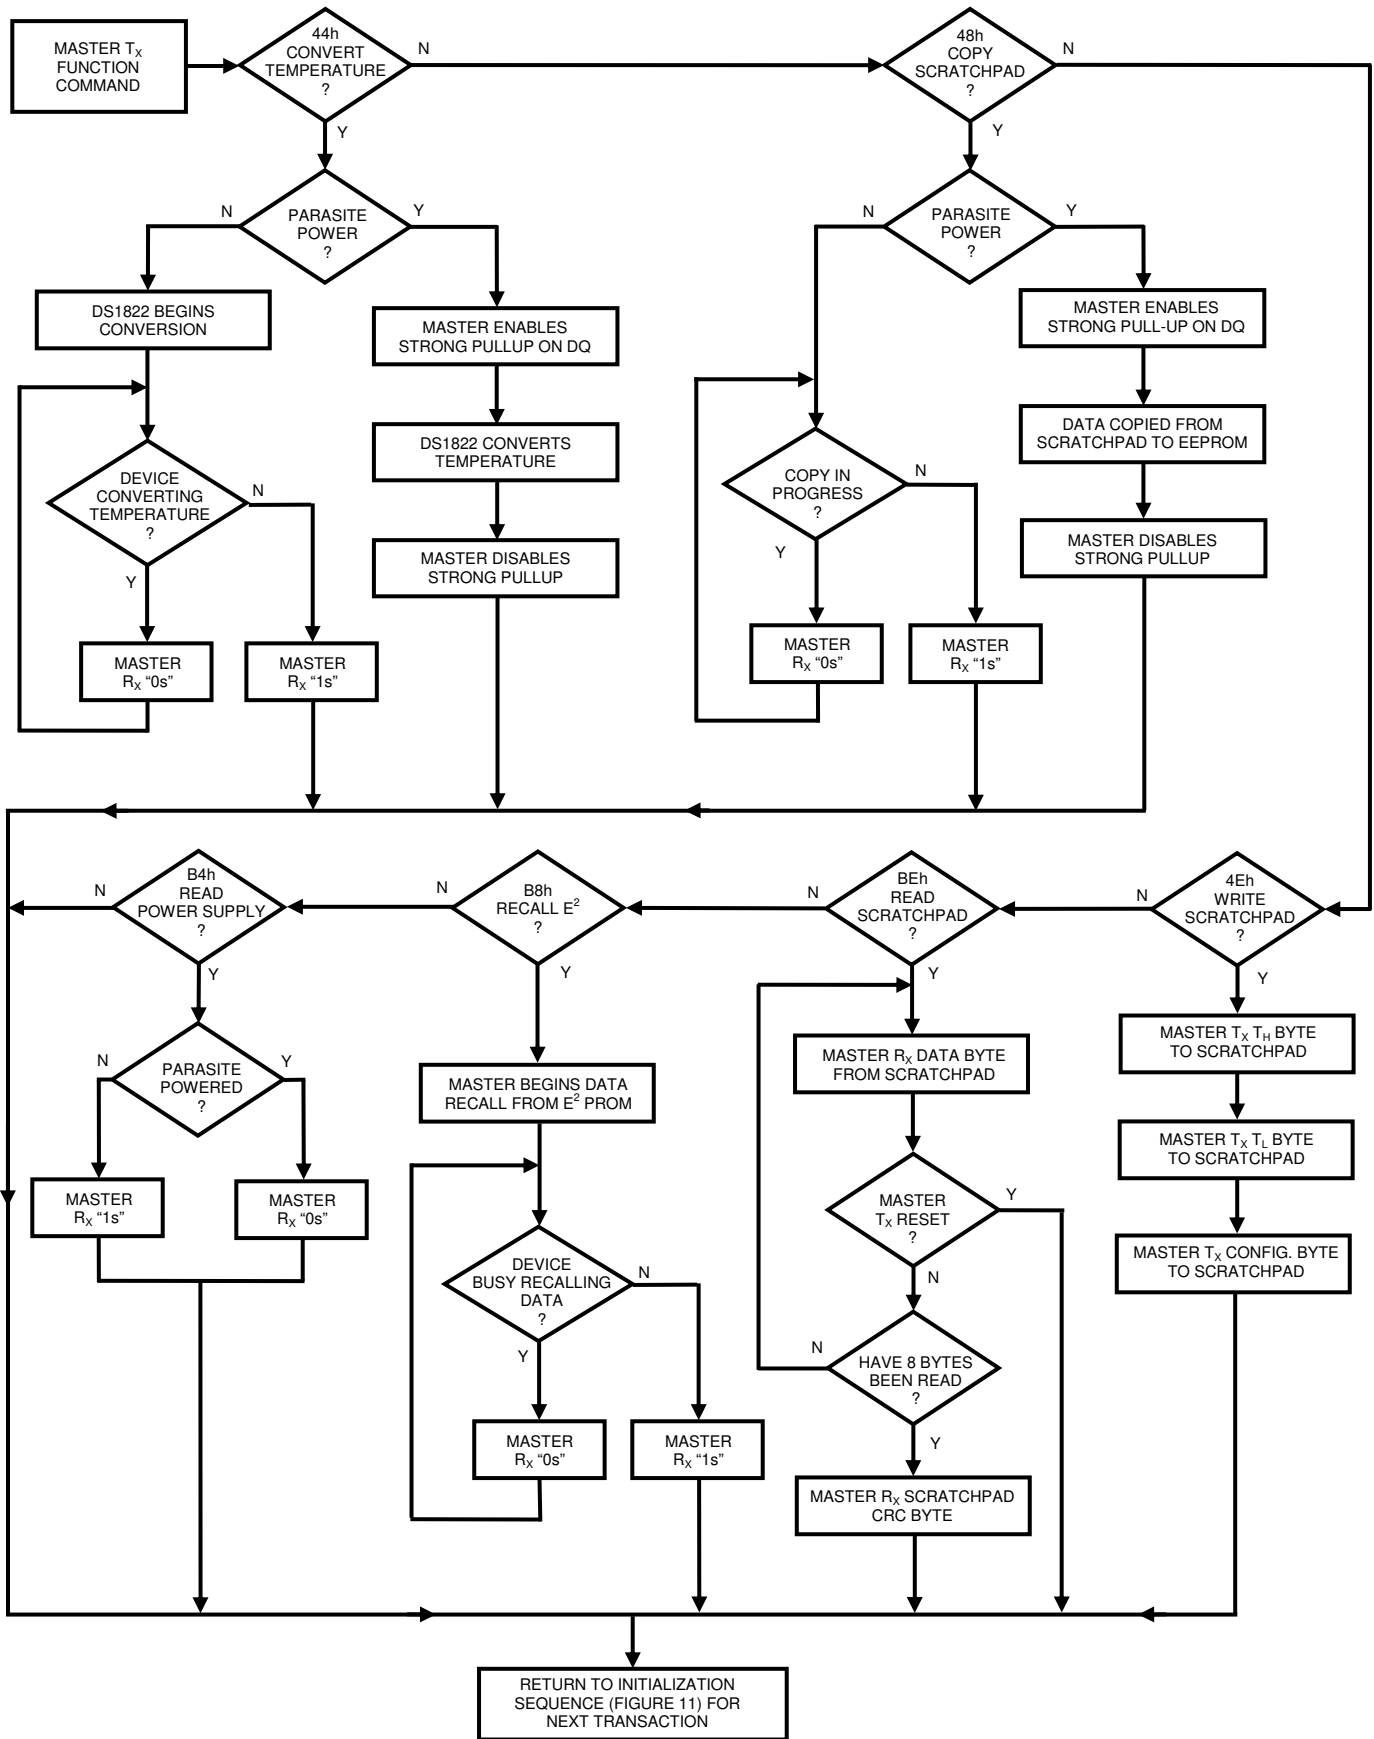 MASTER TX
FUNCTION
COMMAND
44h
CONVERT
TEMPERATURE
?
N
Y
48h
COPY
SCRATCHPAD
?
N
Y
PARASITE
POWER
?
N
Y
PARASITE
POWER
?
N
Y
DS1822 BEGINS
CONVERSION
MASTER ENABLES
STRONG PULLUP ON DQ
MASTER ENABLES
STRONG PULL-UP ON DQ
DS1822 CONVERTS
TEMPERATURE
DATA COPIED FROM
SCRATCHPAD TO EEPROM
DEVICE
CONVERTING
TEMPERATURE
?
N
Y
COPY IN
PROGRESS
?
N
Y
MASTER DISABLES
STRONG PULLUP
MASTER DISABLES
STRONG PULLUP
MASTER
RX “0s”
MASTER
RX “1s”
MASTER
RX “0s”
MASTER
RX “1s”
B4h
READ
POWER SUPPLY
?
N
Y
B8h
RECALL E2
?
N
Y
BEh
READ
SCRATCHPAD
?
N
Y
4Eh
WRITE
SCRATCHPAD
?
N
Y
PARASITE
POWERED
?
N
Y
MASTER BEGINS DATA
RECALL FROM E2 PROM
MASTER RX DATA BYTE
FROM SCRATCHPAD
MASTER TX TH BYTE
TO SCRATCHPAD
MASTER TX TL BYTE
TO SCRATCHPAD
MASTER
RX “1s”
MASTER
RX “0s”
MASTER
TX RESET
?
Y
N
MASTER TX CONFIG. BYTE
TO SCRATCHPAD
DEVICE
BUSY RECALLING
DATA
?
N
Y
HAVE 8 BYTES
BEEN READ
?
N
Y
MASTER
RX “0s”
MASTER
RX “1s”
MASTER RX SCRATCHPAD
CRC BYTE
RETURN TO INITIALIZATION
SEQUENCE (FIGURE 11) FOR
NEXT TRANSACTION